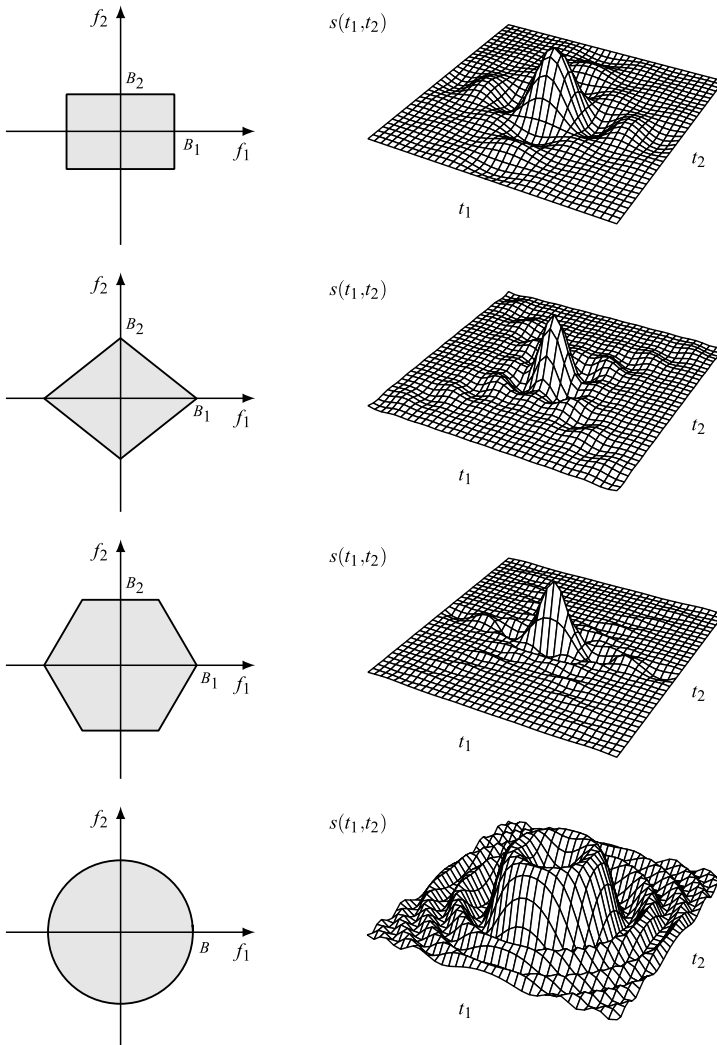 f₂ s(t₁,t₂)
B₂
B₁
f₁
t₂
t₁
f₂ s(t₁,t₂)
B₂
B₁ f₁
t₂
t₁
f₂ s(t₁,t₂)
B₂
B₁ f₁
t₂
t₁
f₂ s(t₁,t₂)
B f₁
t₂
t₁